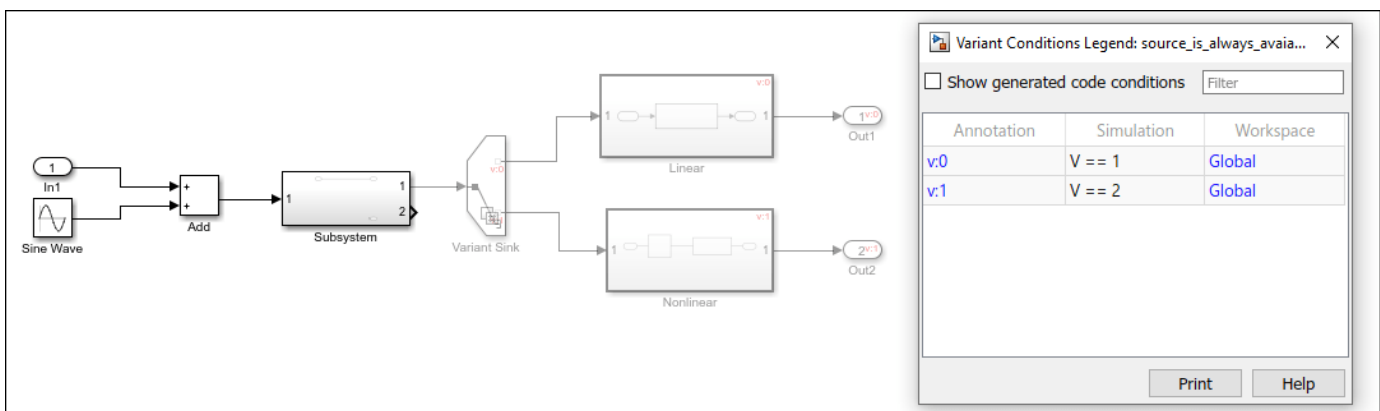 1
In1
Sine Wave
+
+
Add
1
1
2
Subsystem
v:0
Variant Sink
v:0
1
1
Linear
1
v:0
Out1
v:1
1
1
Nonlinear
2
v:1
Out2
Variant Conditions Legend: source_is_always_avaia...
Show generated code conditions
Filter
Annotation Simulation Workspace
v:0 V == 1 Global
v:1 V == 2 Global
Print Help